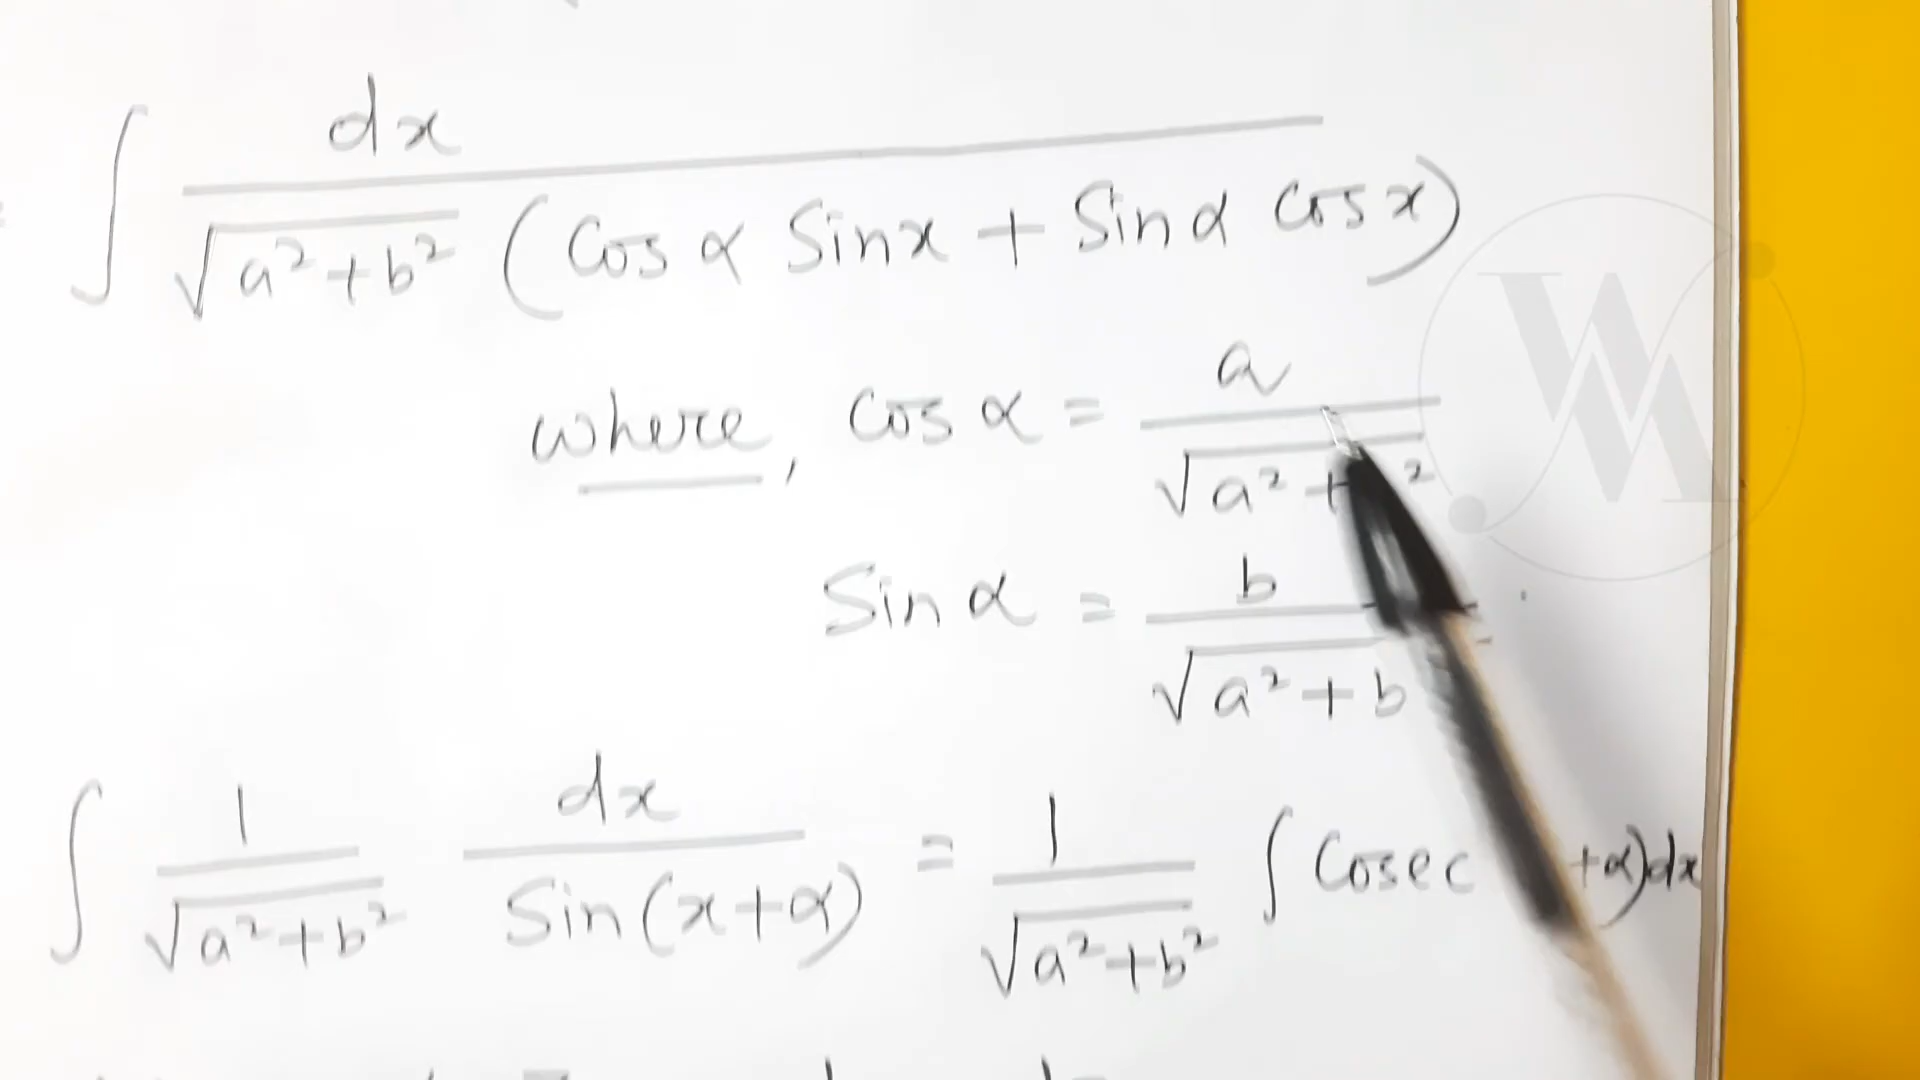 ∫ dx / √(a²+b²) (Cos α Sin x + Sin α Cos x)
where, Cos α = a / √(a² + ²
Sin α = b / √(a² + b
∫ 1/√(a²+b²) dx / Sin(x+α) = 1/√(a²+b²) ∫ Cosec +α)dx